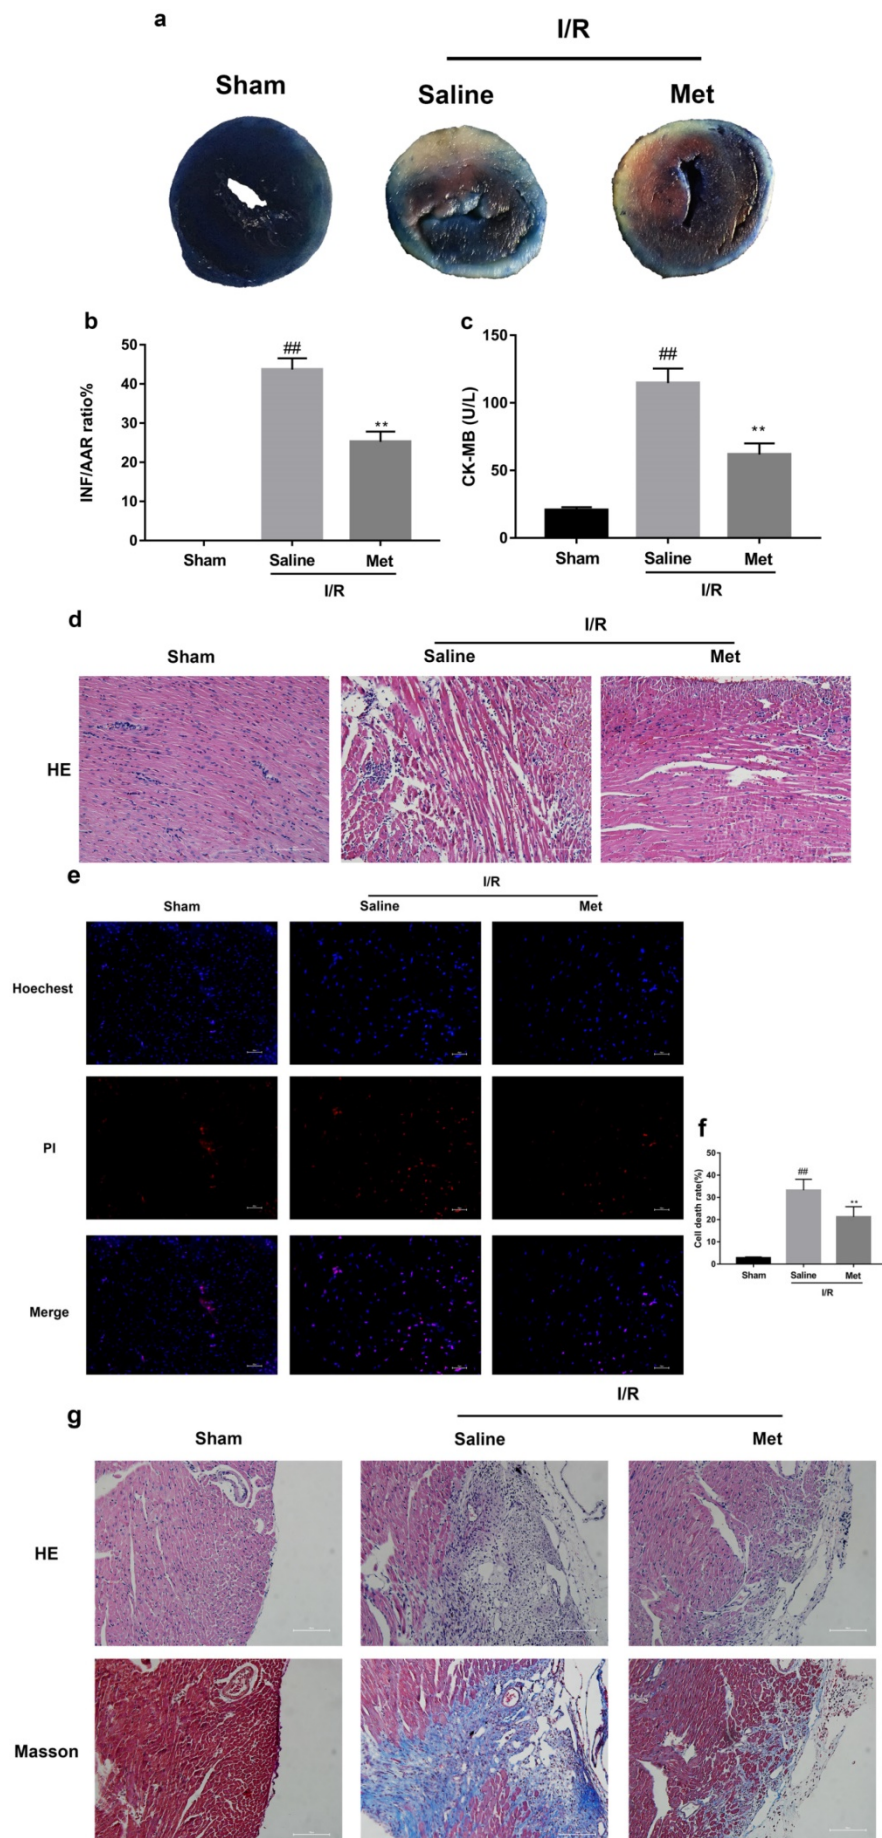 a
I/R
Sham
Saline
Met
b
INF/AAR ratio%
50
40
30
20
10
0
##
**
Sham
Saline
Met
I/R
c
CK-MB (U/L)
150
100
50
0
##
**
Sham
Saline
Met
I/R
d
I/R
Sham
Saline
Met
HE
e
I/R
Sham
Saline
Met
Hoechest
PI
Merge
f
Cell death rate(%)
50
40
30
20
10
0
##
**
Sham
Saline
Met
I/R
g
I/R
Sham
Saline
Met
HE
Masson